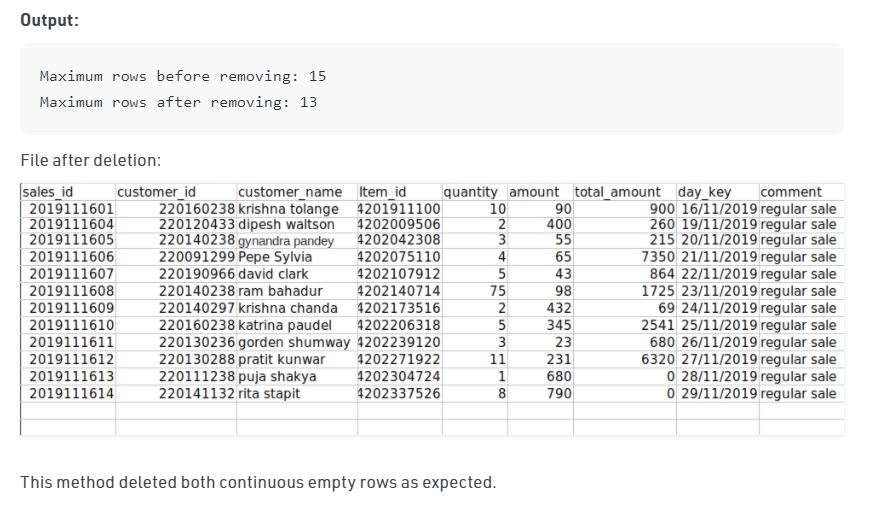 Output:
Maximum rows before removing: 15
Maximum rows after removing: 13
File after deletion:
sales_id customer_id customer_name Item_id quantity amount total_amount day_key comment
2019111601 220160238 krishna tolange 4201911100 10 90 900 16/11/2019 regular sale
2019111604 220120433 dipesh waltson 4202009506 2 400 260 19/11/2019 regular sale
2019111605 220140238 gynandra pandey 4202042308 3 55 215 20/11/2019 regular sale
2019111606 220091299 Pepe Sylvia 4202075110 4 65 7350 21/11/2019 regular sale
2019111607 220190966 david clark 4202107912 5 43 864 22/11/2019 regular sale
2019111608 220140238 ram bahadur 4202140714 75 98 1725 23/11/2019 regular sale
2019111609 220140297 krishna chanda 4202173516 2 432 69 24/11/2019 regular sale
2019111610 220160238 katrina paudel 4202206318 5 345 2541 25/11/2019 regular sale
2019111611 220130236 gorden shumway 4202239120 3 23 680 26/11/2019 regular sale
2019111612 220130288 pratit kunwar 4202271922 11 231 6320 27/11/2019 regular sale
2019111613 220111238 puja shakya 4202304724 1 680 0 28/11/2019 regular sale
2019111614 220141132 rita stapit 4202337526 8 790 0 29/11/2019 regular sale
This method deleted both continuous empty rows as expected.